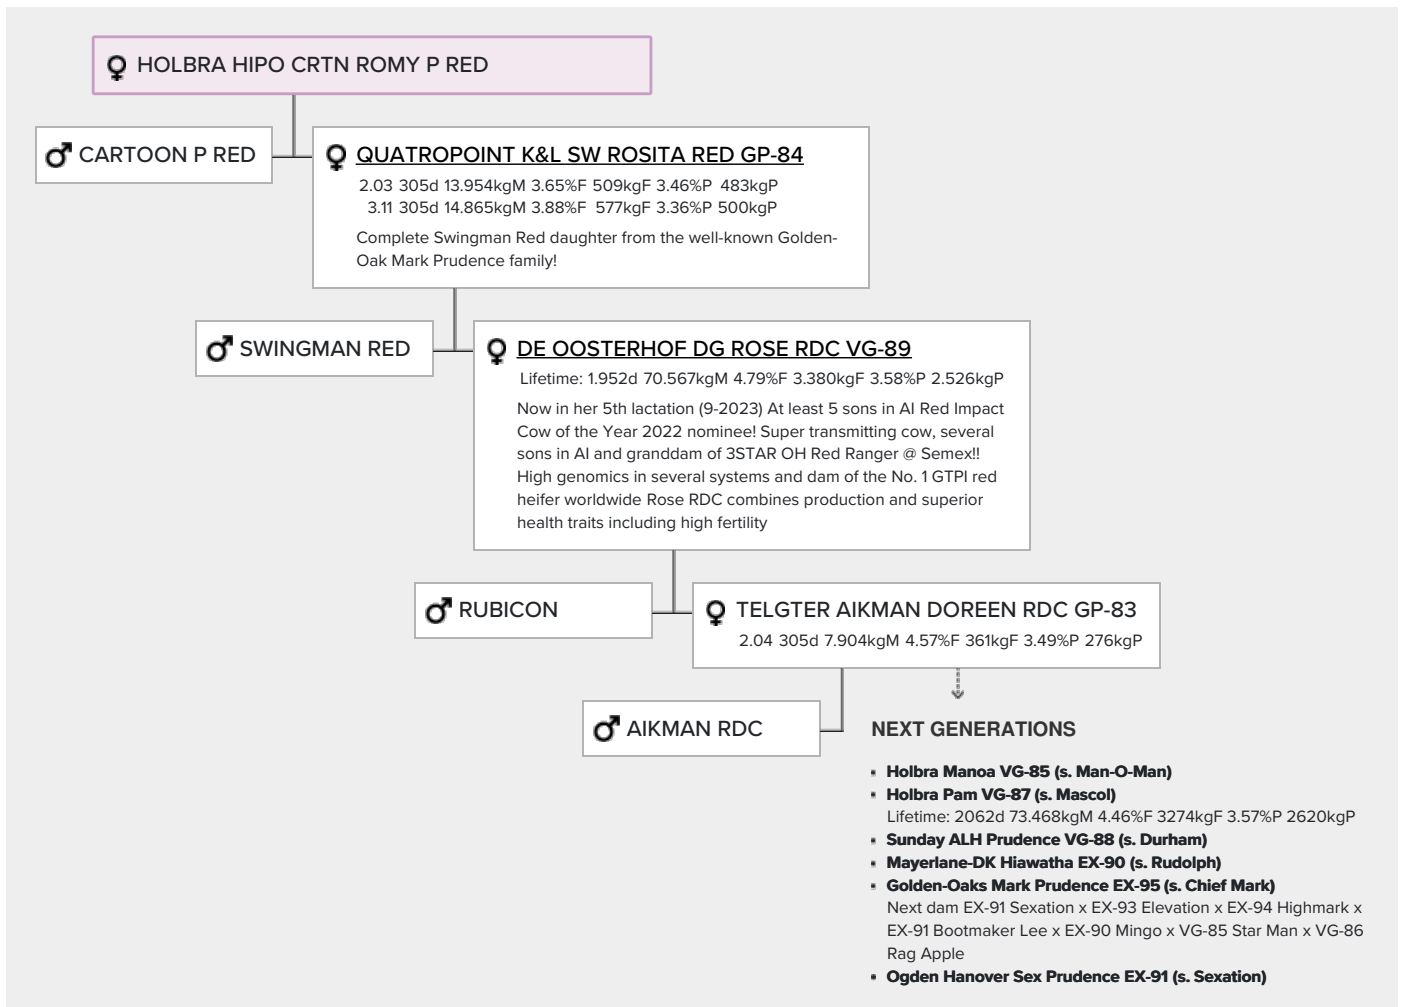 HOLBRA HIPO CRTN ROMY P RED
CARTOON P RED
QUATROPOINT K&L SW ROSITA RED GP-84
2.03 305d 13.954kgM 3.65%F 509kgF 3.46%P 483kgP
3.11 305d 14.865kgM 3.88%F 577kgF 3.36%P 500kgP
Complete Swingman Red daughter from the well-known Golden-
Oak Mark Prudence family!
SWINGMAN RED
DE OOSTERHOF DG ROSE RDC VG-89
Lifetime: 1.952d 70.567kgM 4.79%F 3.380kgF 3.58%P 2.526kgP
Now in her 5th lactation (9-2023) At least 5 sons in AI Red Impact
Cow of the Year 2022 nominee! Super transmitting cow, several
sons in AI and granddam of 3STAR OH Red Ranger @ Semex!!
High genomics in several systems and dam of the No. 1 GTPI red
heifer worldwide Rose RDC combines production and superior
health traits including high fertility
RUBICON
TELGTER AIKMAN DOREEN RDC GP-83
2.04 305d 7.904kgM 4.57%F 361kgF 3.49%P 276kgP
AIKMAN RDC
NEXT GENERATIONS
Holbra Manoa VG-85 (s. Man-O-Man)
Holbra Pam VG-87 (s. Mascol)
Lifetime: 2062d 73.468kgM 4.46%F 3274kgF 3.57%P 2620kgP
Sunday ALH Prudence VG-88 (s. Durham)
Mayerlane-DK Hiawatha EX-90 (s. Rudolph)
Golden-Oaks Mark Prudence EX-95 (s. Chief Mark)
Next dam EX-91 Sexation x EX-93 Elevation x EX-94 Highmark x
EX-91 Bootmaker Lee x EX-90 Mingo x VG-85 Star Man x VG-86
Rag Apple
Ogden Hanover Sex Prudence EX-91 (s. Sexation)